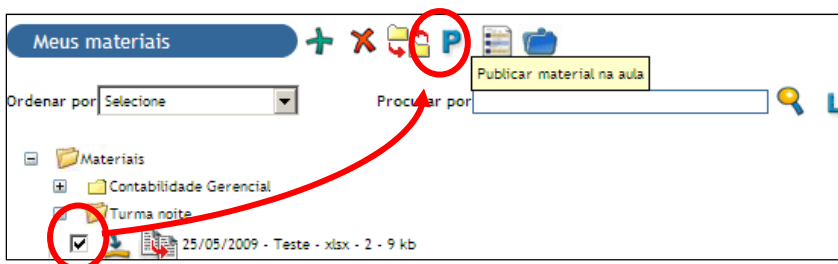 Meus materiais
P
Publicar material na aula
Ordenar por Selecione
Procurar por
Materiais
Contabilidade Gerencial
Turma noite
25/05/2009 - Teste - xlsx - 2 - 9 kb